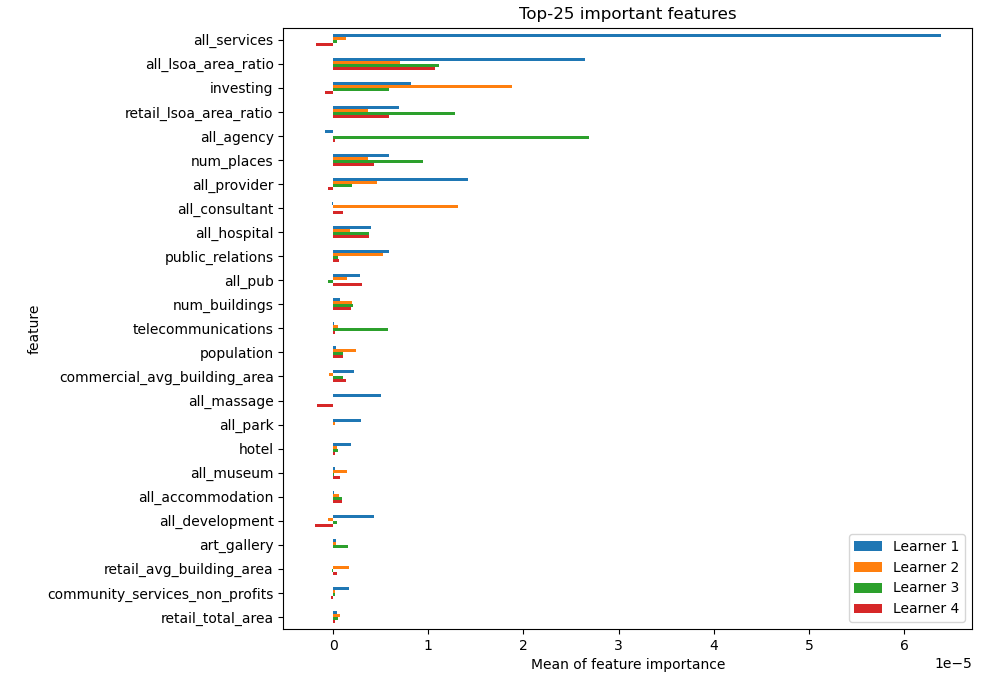 Top-25 important features
all_services
all_lsoa_area_ratio
investing
retail_lsoa_area_ratio
all_agency
num_places
all_provider
all_consultant
all_hospital
public_relations
all_pub
num_buildings
telecommunications
population
commercial_avg_building_area
all_massage
all_park
hotel
all_museum
all_accommodation
all_development
art_gallery
retail_avg_building_area
community_services_non_profits
retail_total_area
feature
Learner 1
Learner 2
Learner 3
Learner 4
0 1 2 3 4 5 6
1e−5
Mean of feature importance